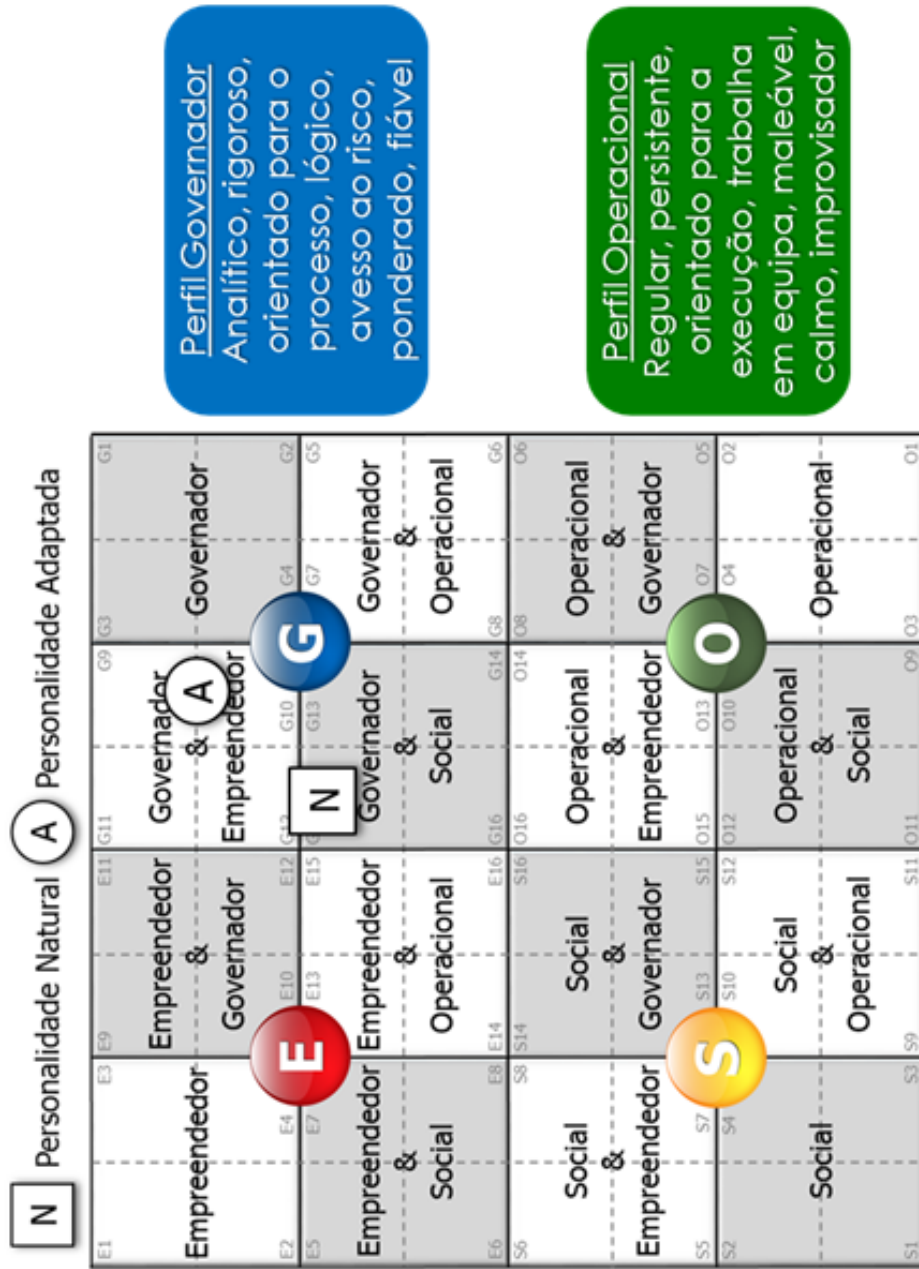 N Personalidade Natural A Personalidade Adaptada
E1 E3 E9 E11 G11 G9 G3 G1
Empreendedor
Empreendedor
&
Governador
Governador
&
Empreendedor
A
Governador
E2 E4 E10 E12 G10 G4 G2
E
G
E5 E7 E13 E15 G13 G7 G5
N
Empreendedor
&
Social
Empreendedor
&
Operacional
Governador
&
Social
Governador
&
Operacional
E6 E8 E14 E16 G16 G14 G8 G6
S6 S8 S14 S16 O16 O14 O8 O6
Social
&
Empreendedor
Social
&
Governador
Operacional
&
Empreendedor
Operacional
&
Governador
S5 S7 S13 S15 O15 O13 O7 O5
S
O
S2 S4 S10 S12 O12 O10 O4 O2
Social
Social
&
Operacional
Operacional
&
Social
Operacional
S1 S3 S9 S11 O11 O9 O3 O1
Perfil Governador
Analítico, rigoroso,
orientado para o
processo, lógico,
avesso ao risco,
ponderado, fiável
Perfil Operacional
Regular, persistente,
orientado para a
execução, trabalha
em equipa, maleável,
calmo, improvisador